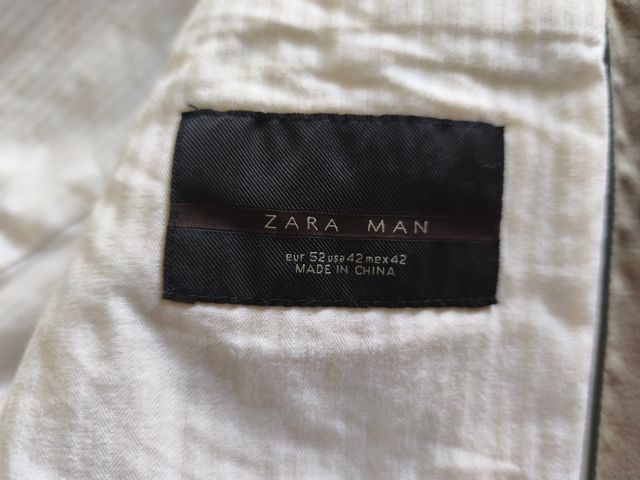 ZARA MAN
eur 52 usa 42 mex 42
MADE IN CHINA